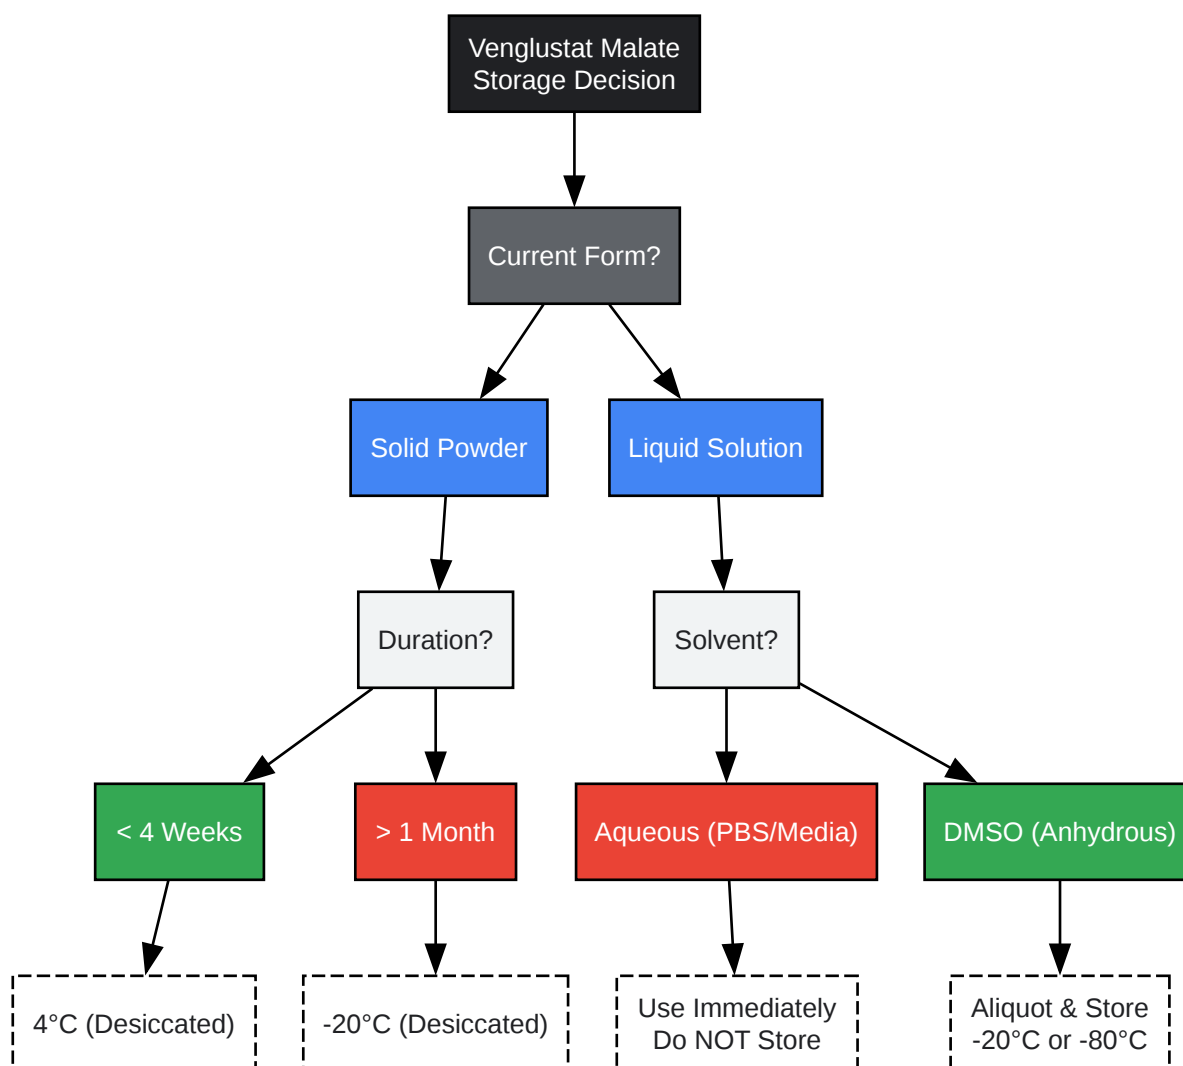 Venglustat Malate
Storage Decision
Current Form?
Solid Powder
Liquid Solution
Duration?
Solvent?
< 4 Weeks
> 1 Month
Aqueous (PBS/Media)
DMSO (Anhydrous)
4°C (Desiccated)
-20°C (Desiccated)
Use Immediately
Do NOT Store
Aliquot & Store
-20°C or -80°C